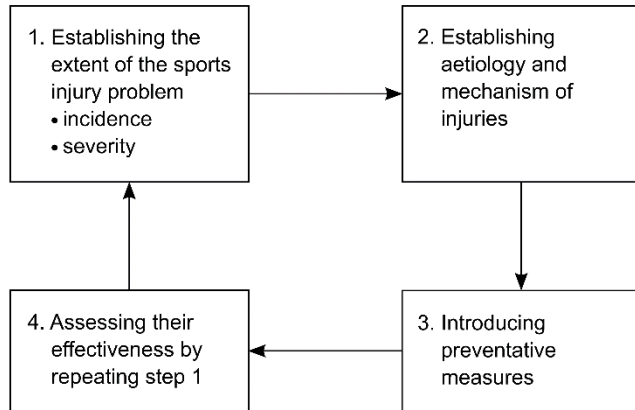 1. Establishing the
extent of the sports
injury problem
• incidence
• severity
2. Establishing
aetiology and
mechanism of
injuries
3. Introducing
preventative
measures
4. Assessing their
effectiveness by
repeating step 1